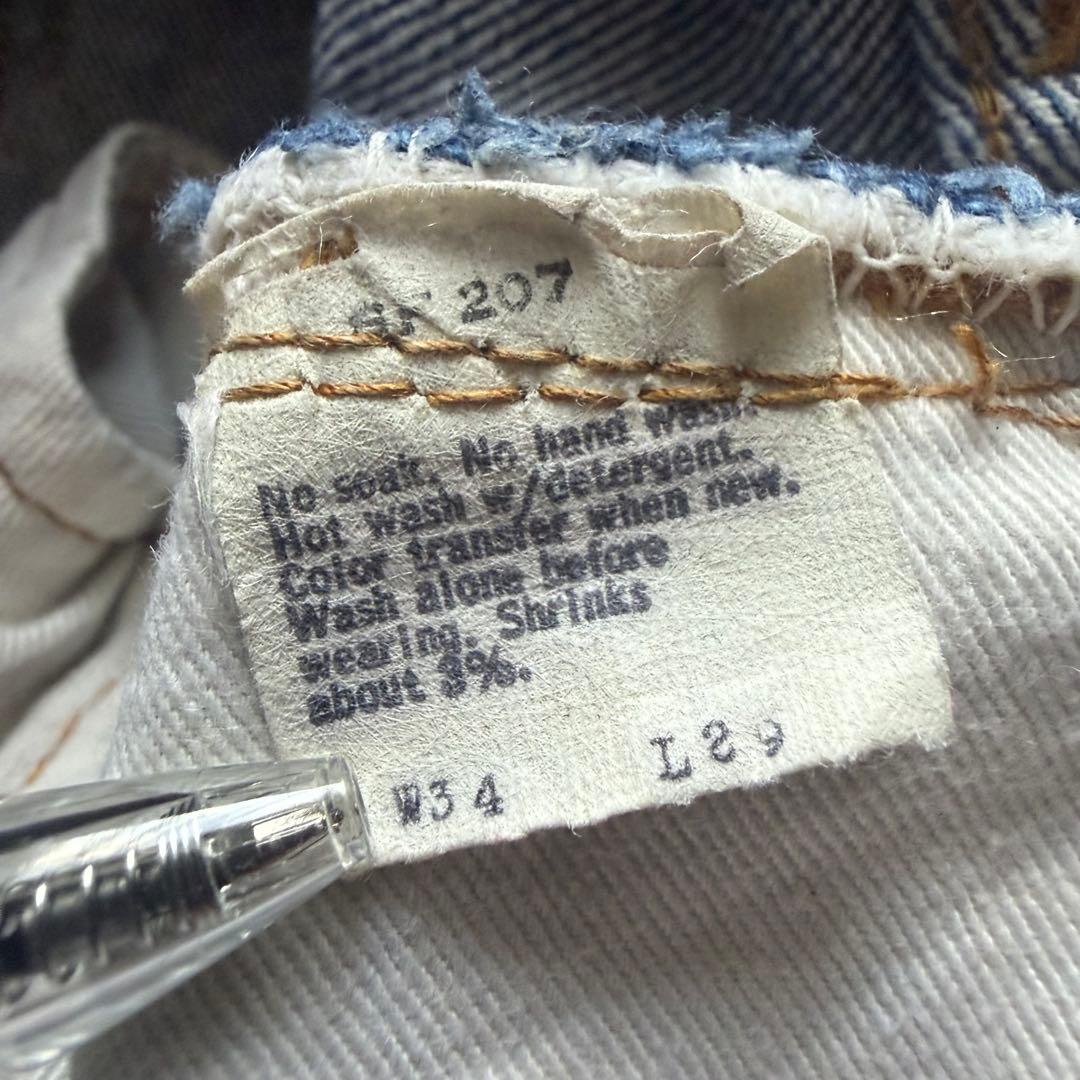 207
No soak. No hand wash.
Hot wash w/detergent.
Color transfer when new.
Wash alone before
wearing. Shrinks
about 8%.
W34 L29